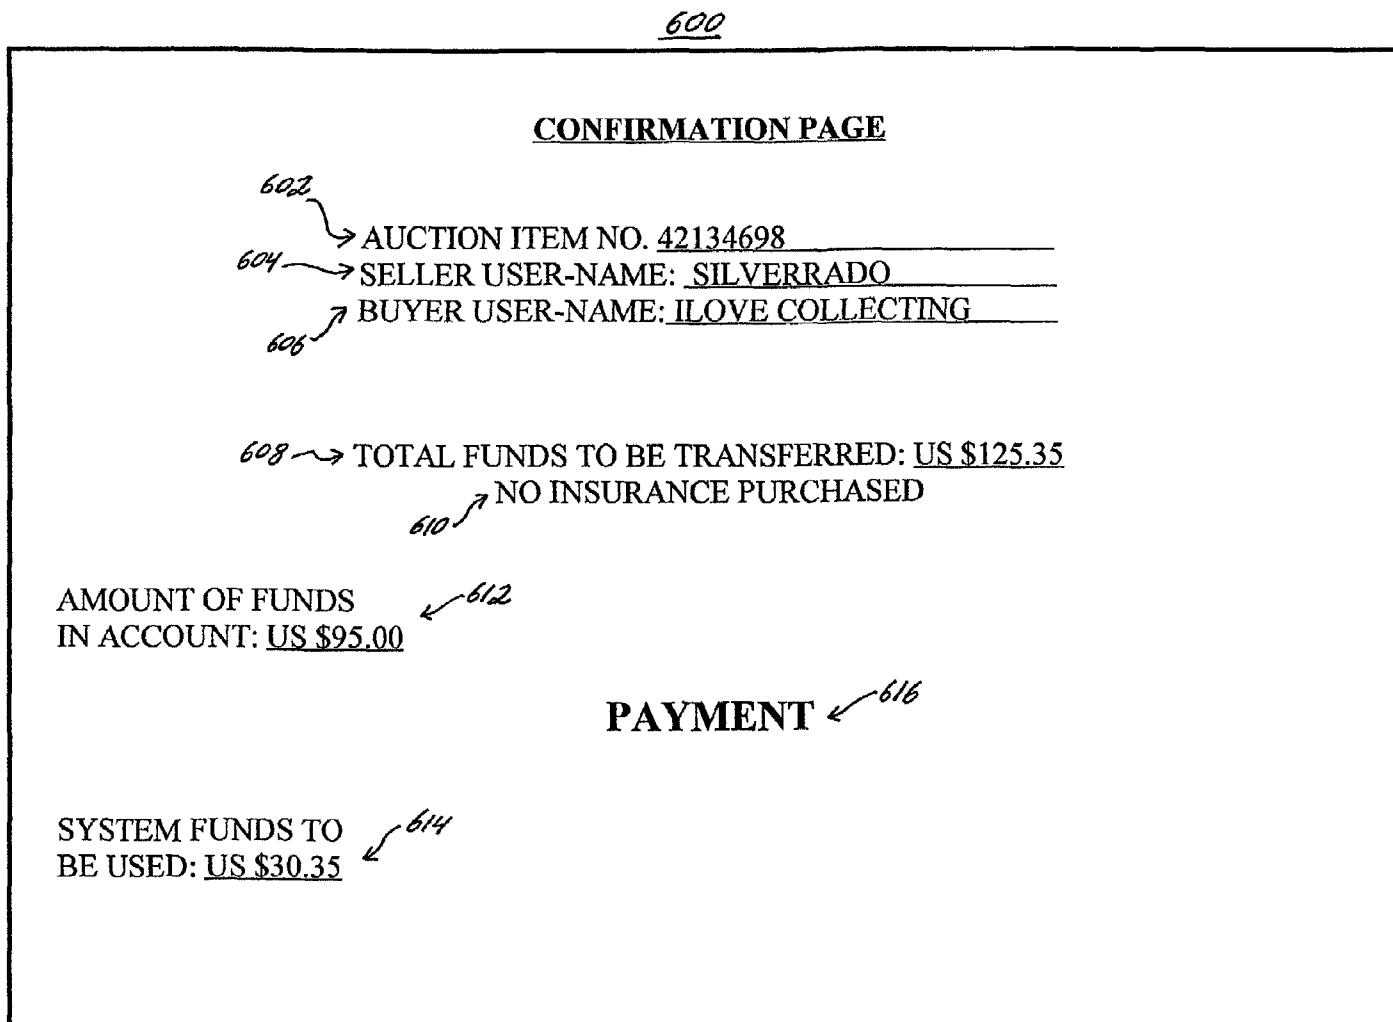 600
CONFIRMATION PAGE
602
AUCTION ITEM NO. 42134698
604
SELLER USER-NAME: SILVERRADO
BUYER USER-NAME: ILOVE COLLECTING
606
608 TOTAL FUNDS TO BE TRANSFERRED: US $125.35
NO INSURANCE PURCHASED
610
AMOUNT OF FUNDS 612
IN ACCOUNT: US $95.00
PAYMENT 616
SYSTEM FUNDS TO 614
BE USED: US $30.35